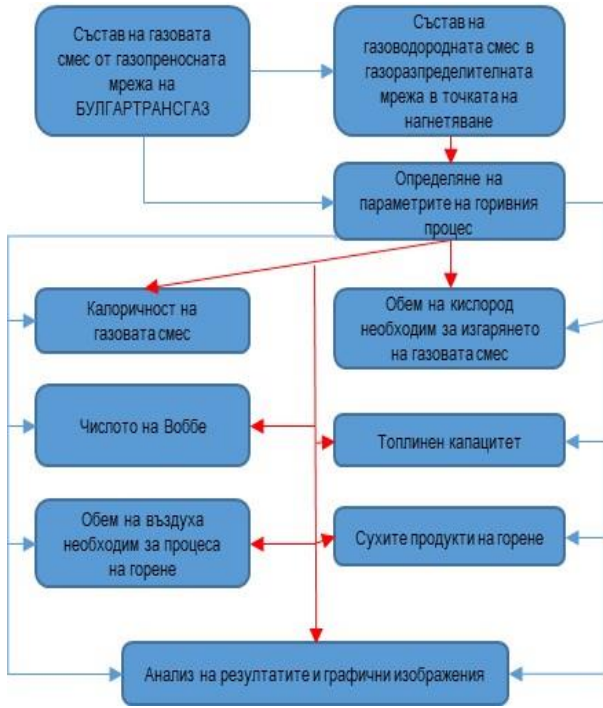 Състав на газовата
смес от газопреносната
мрежа на
БУЛГАРТРАНСГАЗ
Състав на
газоводородната смес в
газоразпределителната
мрежа в точката на
нагнетяване
Определяне на
параметрите на горивния
процес
Калоричност на
газовата смес
Обем на кислород
необходим за изгарянето
на газовата смес
Числото на Воббе
Топлинен капацитет
Обем на въздуха
необходим за процеса
на горене
Сухите продукти на горене
Анализ на резултатите и графични изображения